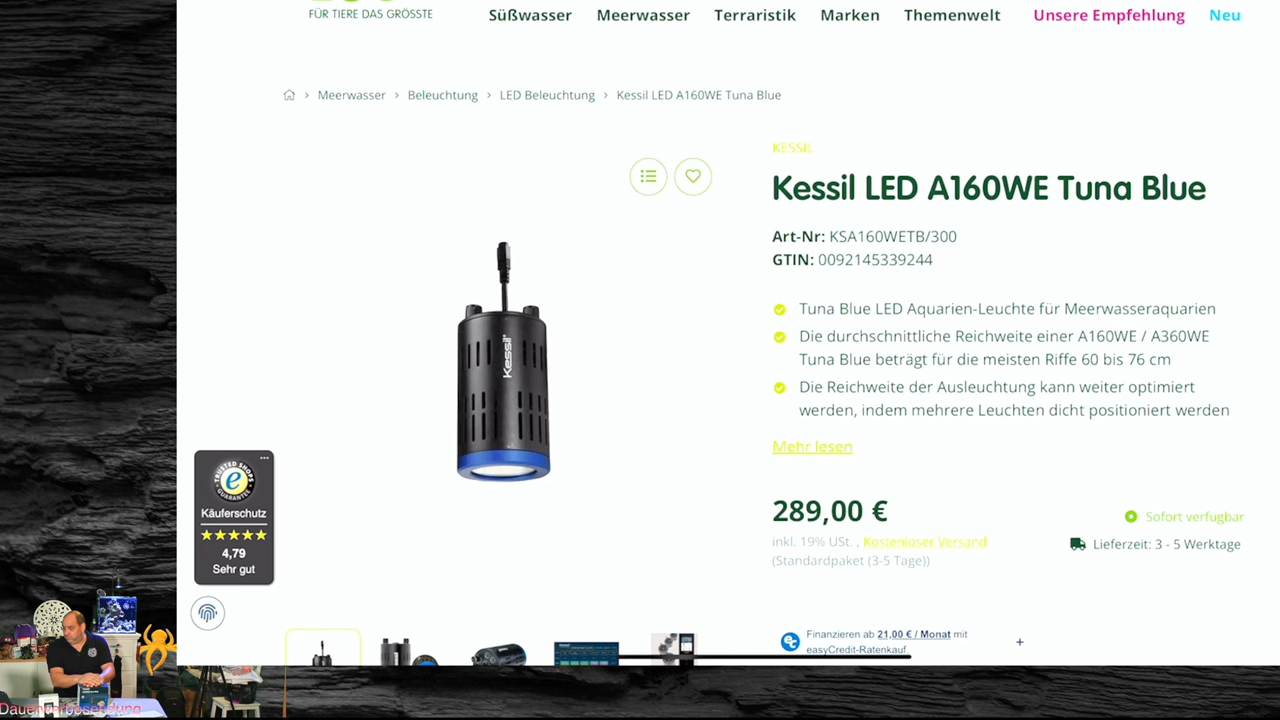 FÜR TIERE DAS GRÖSSTE
Süßwasser Meerwasser Terraristik Marken Themenwelt Unsere Empfehlung Neu
Meerwasser > Beleuchtung > LED Beleuchtung > Kessil LED A160WE Tuna Blue
KESSIL
Kessil LED A160WE Tuna Blue
Art-Nr: KSA160WETB/300
GTIN: 0092145339244
Tuna Blue LED Aquarien-Leuchte für Meerwasseraquarien
Die durchschnittliche Reichweite einer A160WE / A360WE
Tuna Blue beträgt für die meisten Riffe 60 bis 76 cm
Die Reichweite der Ausleuchtung kann weiter optimiert
werden, indem mehrere Leuchten dicht positioniert werden
Mehr lesen
289,00 €
Sofort verfügbar
inkl. 19% USt. , Kostenloser Versand
(Standardpaket (3-5 Tage))
Lieferzeit: 3 - 5 Werktage
Finanzieren ab 21,00 € / Monat mit
easyCredit-Ratenkauf.
+
Kessil
TRUSTED SHOPS
e
GUARANTEE
Käuferschutz
4,79
Sehr gut
Dauerwerbesendung